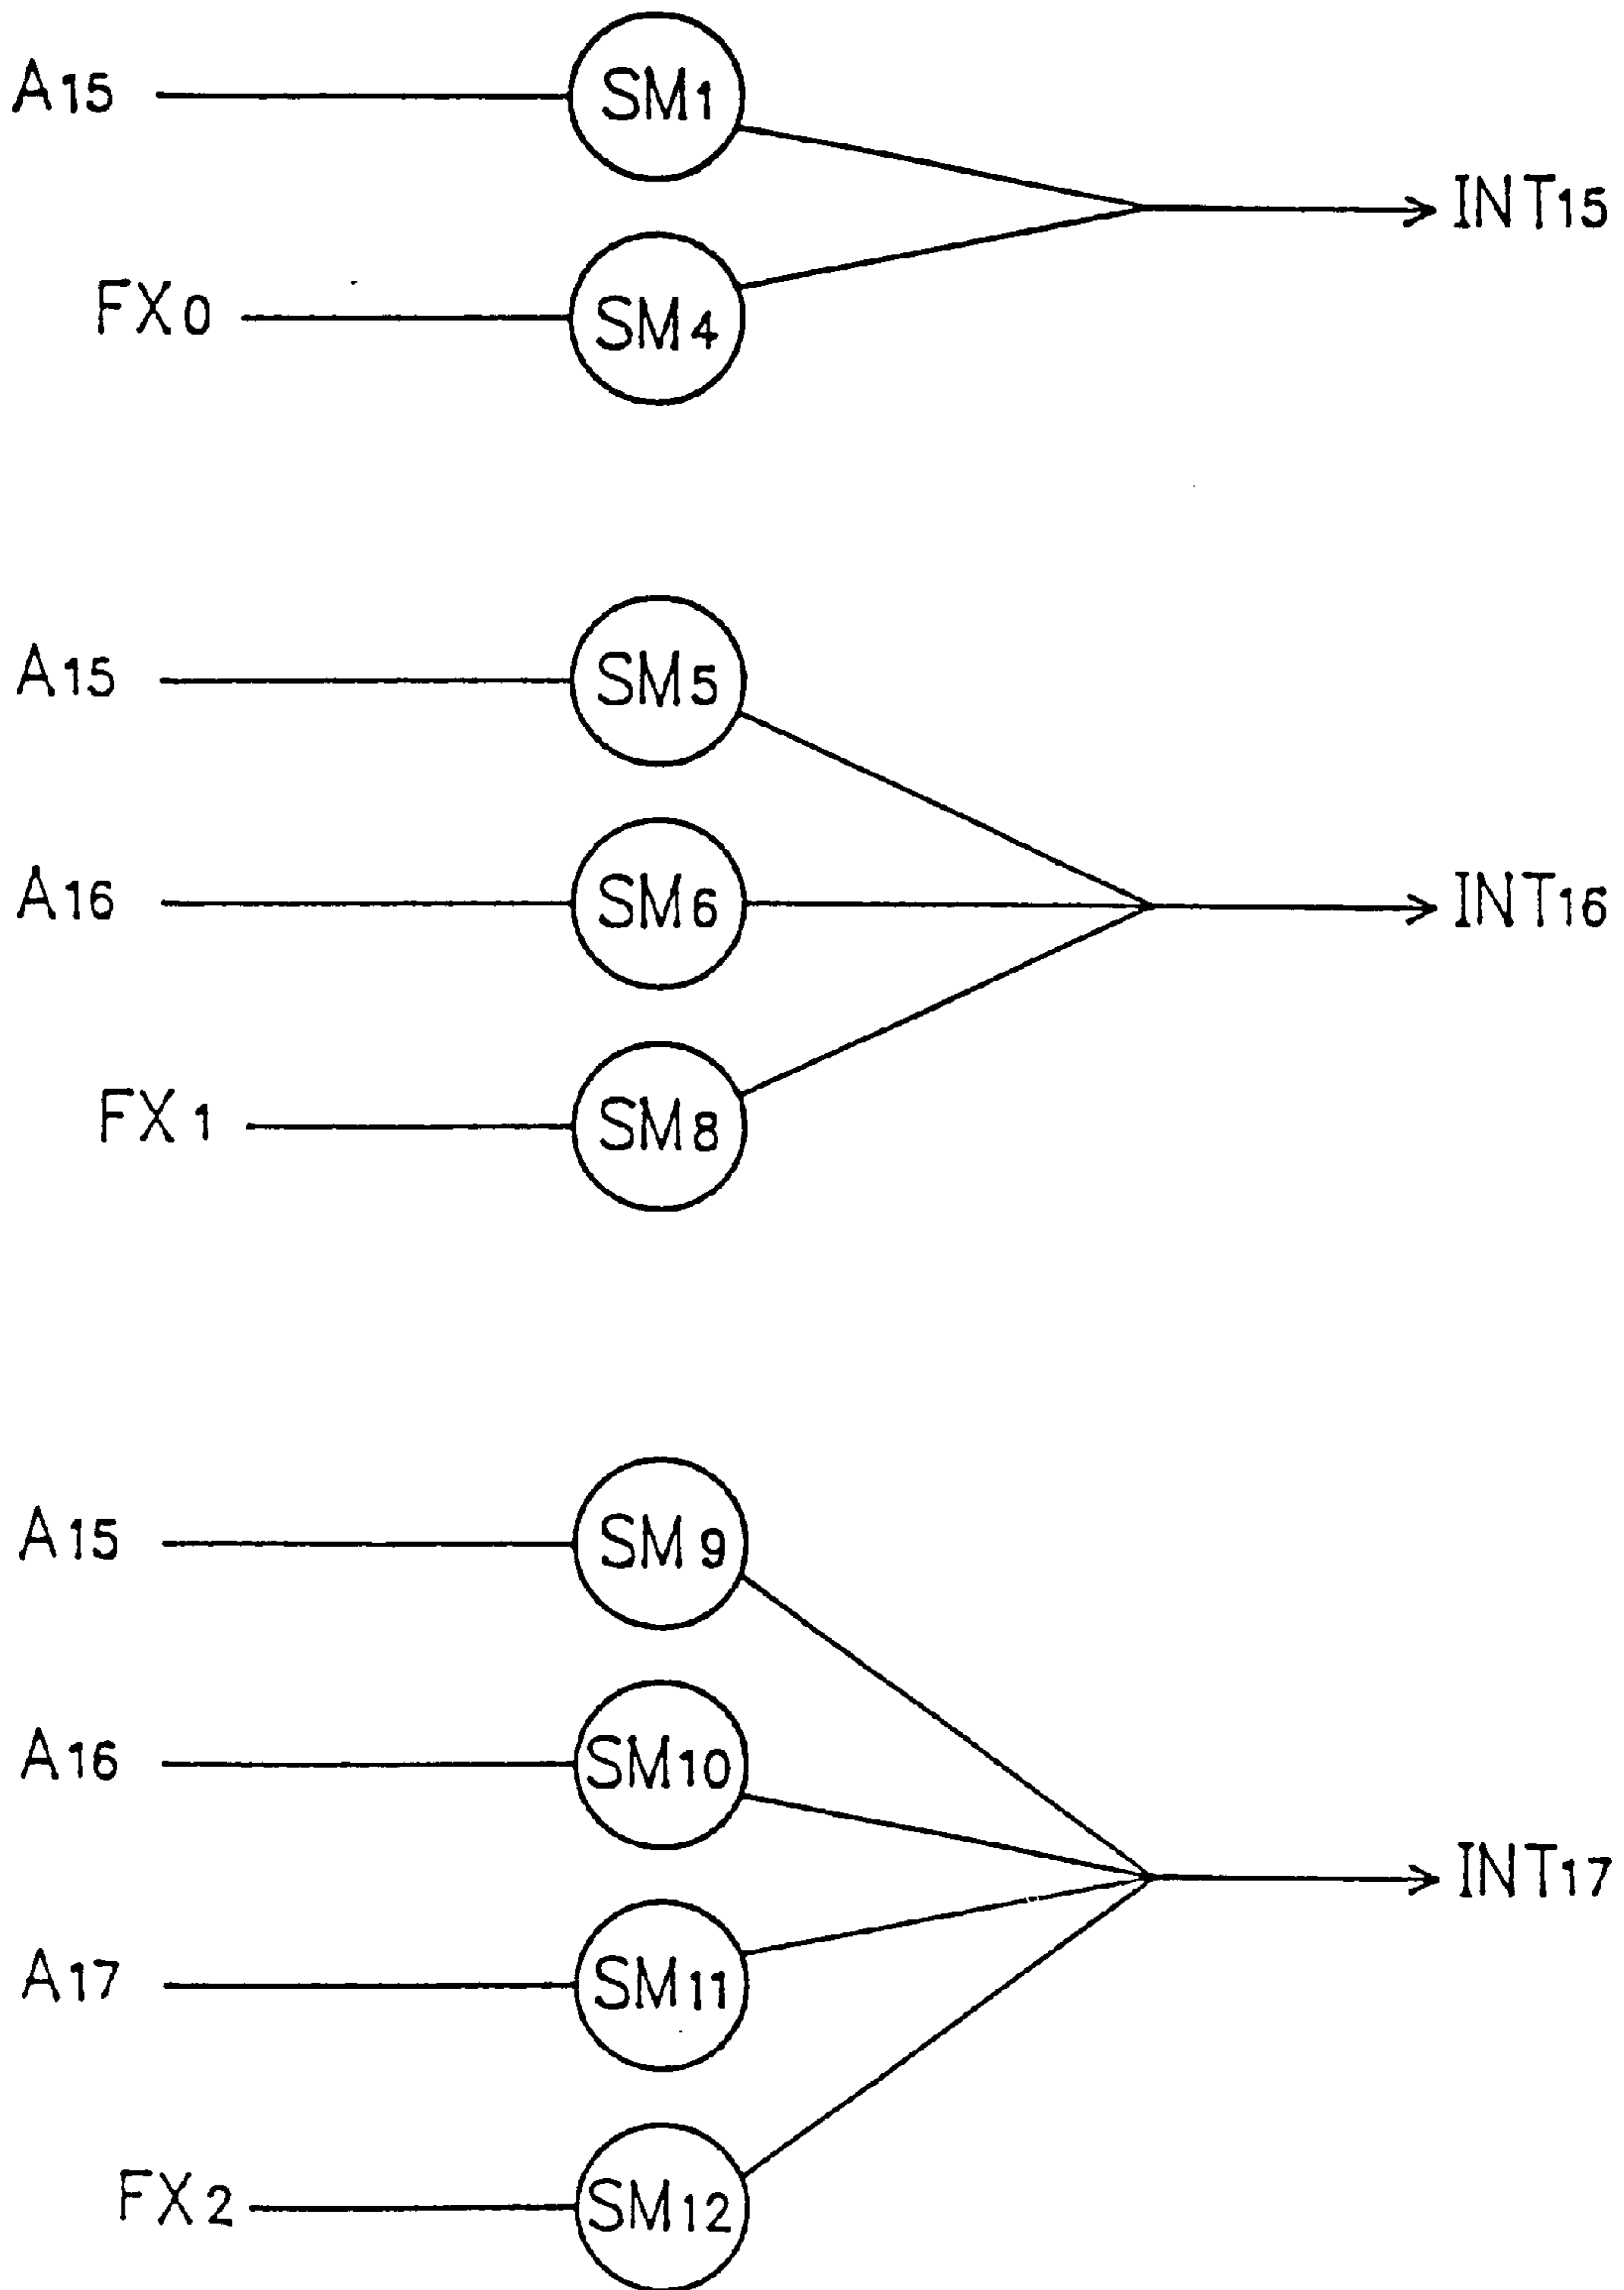 A15 SM1
INT15
FX0 SM4
A15 SM5
A16 SM6 INT16
FX1 SM8
A15 SM9
A16 SM10
INT17
A17 SM11
FX2 SM12